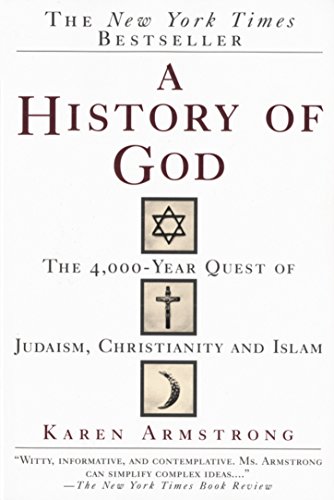 THE New York Times
BESTSELLER
A
HISTORY OF
GOD
THE 4,000-YEAR QUEST OF
JUDAISM, CHRISTIANITY AND ISLAM
KAREN ARMSTRONG
"WITTY, INFORMATIVE, AND CONTEMPLATIVE. MS. ARMSTRONG
CAN SIMPLIFY COMPLEX IDEAS...."
—The New York Times Book Review